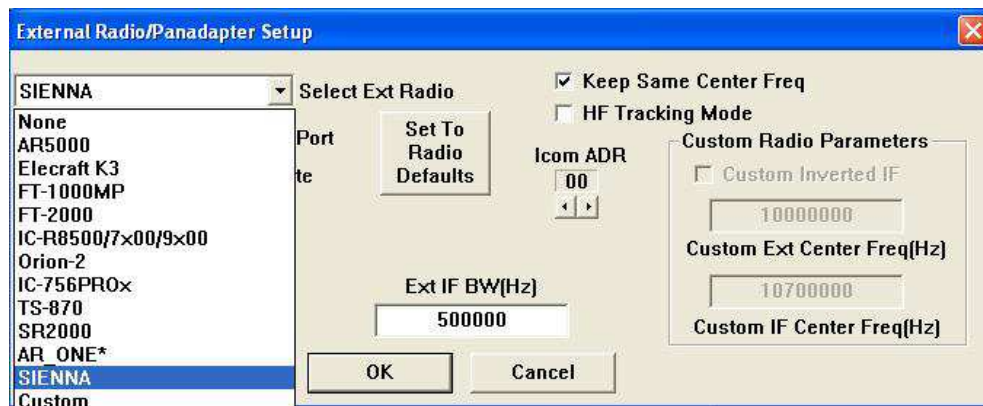 External Radio/Panadapter Setup
SIENNA
Select Ext Radio
Keep Same Center Freq
HF Tracking Mode
None
AR5000
Elecraft K3
FT-1000MP
FT-2000
IC-R8500/7x00/9x00
Orion-2
IC-756PROx
TS-870
SR2000
AR_ONE*
SIENNA
Custom
Port
te
Set To
Radio
Defaults
Icom ADR
00
Custom Radio Parameters
Custom Inverted IF
10000000
Custom Ext Center Freq(Hz)
10700000
Custom IF Center Freq(Hz)
Ext IF BW(Hz)
500000
OK
Cancel